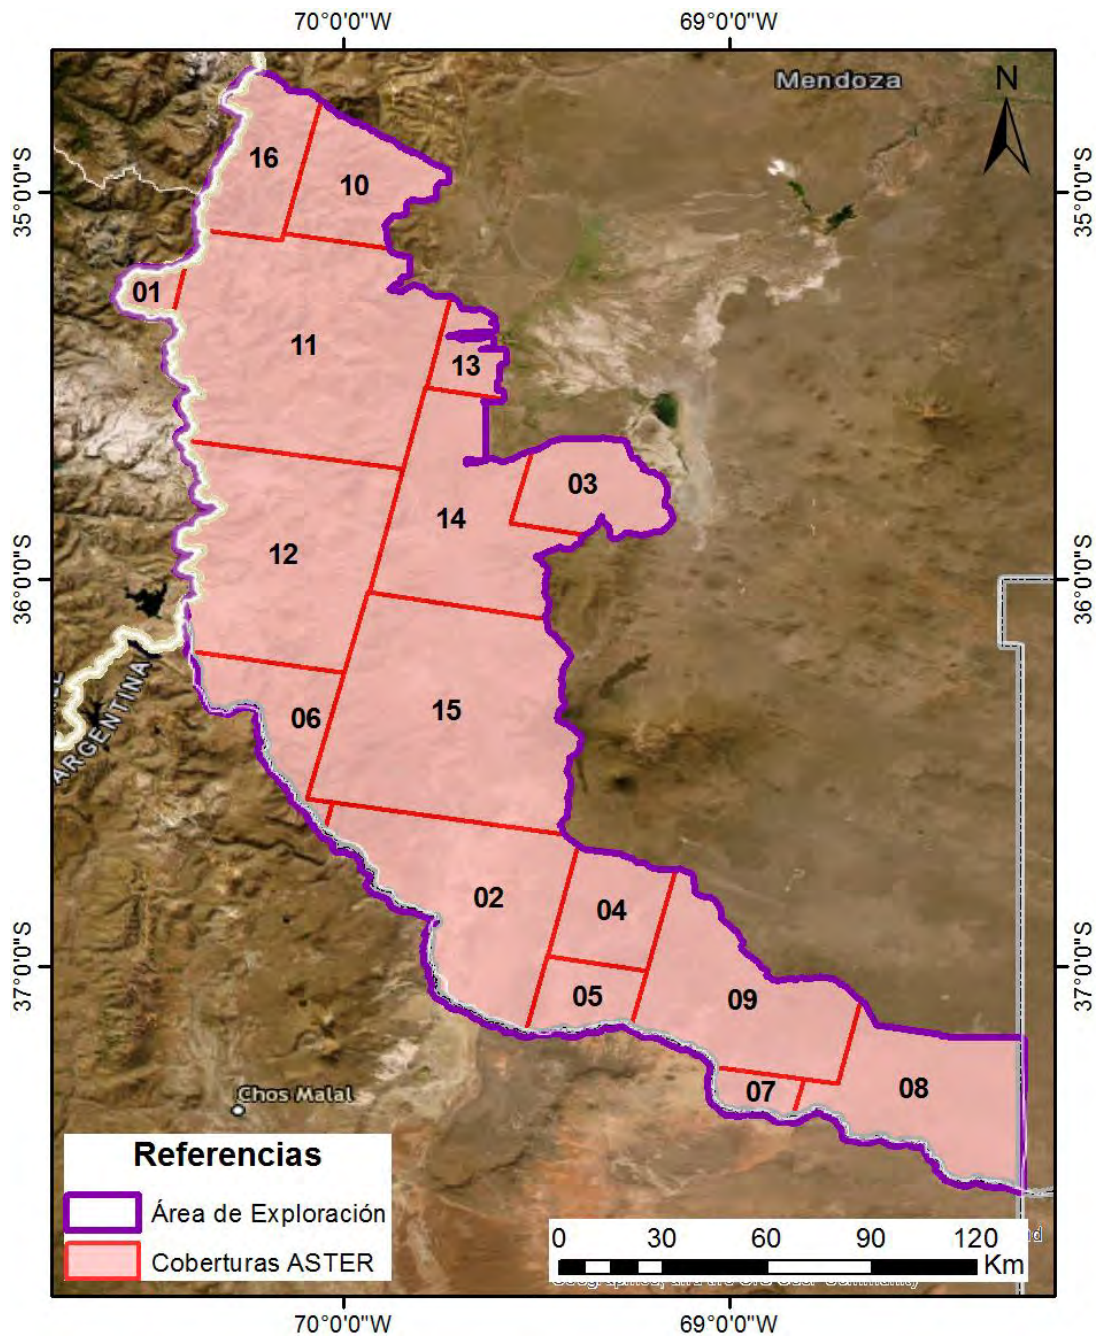 70°0'0"W
69°0'0"W
Mendoza
N
35°0'0"S
35°0'0"S
16
10
01
11
13
03
14
12
36°0'0"S
36°0'0"S
ARGENTINA
06
15
02
04
05
37°0'0"S
37°0'0"S
09
07
08
Chos Malal
Referencias
Área de Exploración
Coberturas ASTER
0 30 60 90 120
Km
70°0'0"W
69°0'0"W